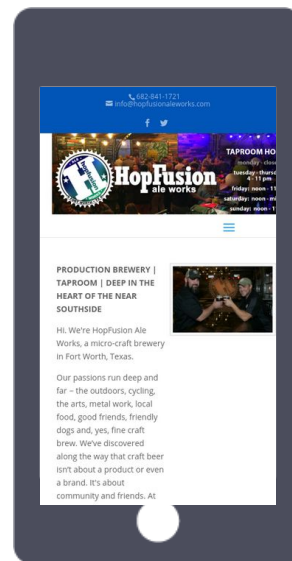 682-841-1721
info@hopfusionaleworks.com
HopFusion
ale works
TAPROOM HO
monday - clos
tuesday - thursd
4 - 11 pm
friday: noon - 11
saturday: noon - mi
sunday: noon -
PRODUCTION BREWERY |
TAPROOM | DEEP IN THE
HEART OF THE NEAR
SOUTHSIDE
Hi. We're HopFusion Ale
Works, a micro-craft brewery
in Fort Worth, Texas.
Our passions run deep and
far – the outdoors, cycling,
the arts, metal work, local
food, good friends, friendly
dogs and, yes, fine craft
brew. We've discovered
along the way that craft beer
isn't about a product or even
a brand. It's about
community and friends. At